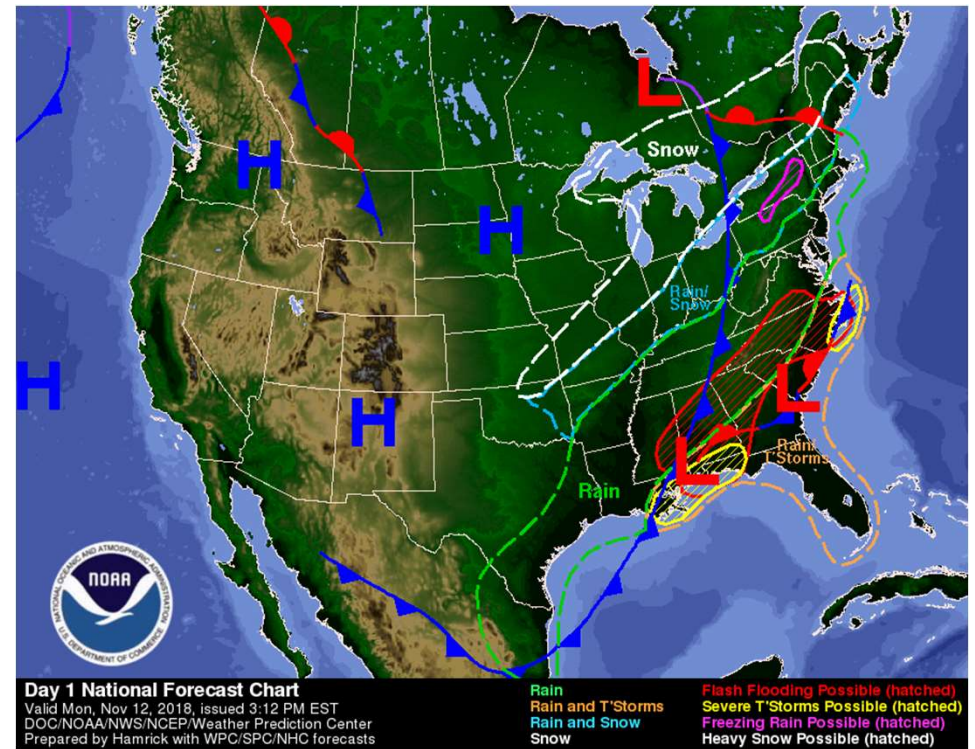 L
H
Snow
H
H
Rain/
Snow
H
L
L
Rain/
T'Storms
Rain
NOAA
NATIONAL OCEANIC AND ATMOSPHERIC ADMINISTRATION
U.S. DEPARTMENT OF COMMERCE
Day 1 National Forecast Chart
Valid Mon, Nov 12, 2018, issued 3:12 PM EST
DOC/NOAA/NWS/NCEP/Weather Prediction Center
Prepared by Hamrick with WPC/SPC/NHC forecasts
Rain
Rain and T'Storms
Rain and Snow
Snow
Flash Flooding Possible (hatched)
Severe T'Storms Possible (hatched)
Freezing Rain Possible (hatched)
Heavy Snow Possible (hatched)